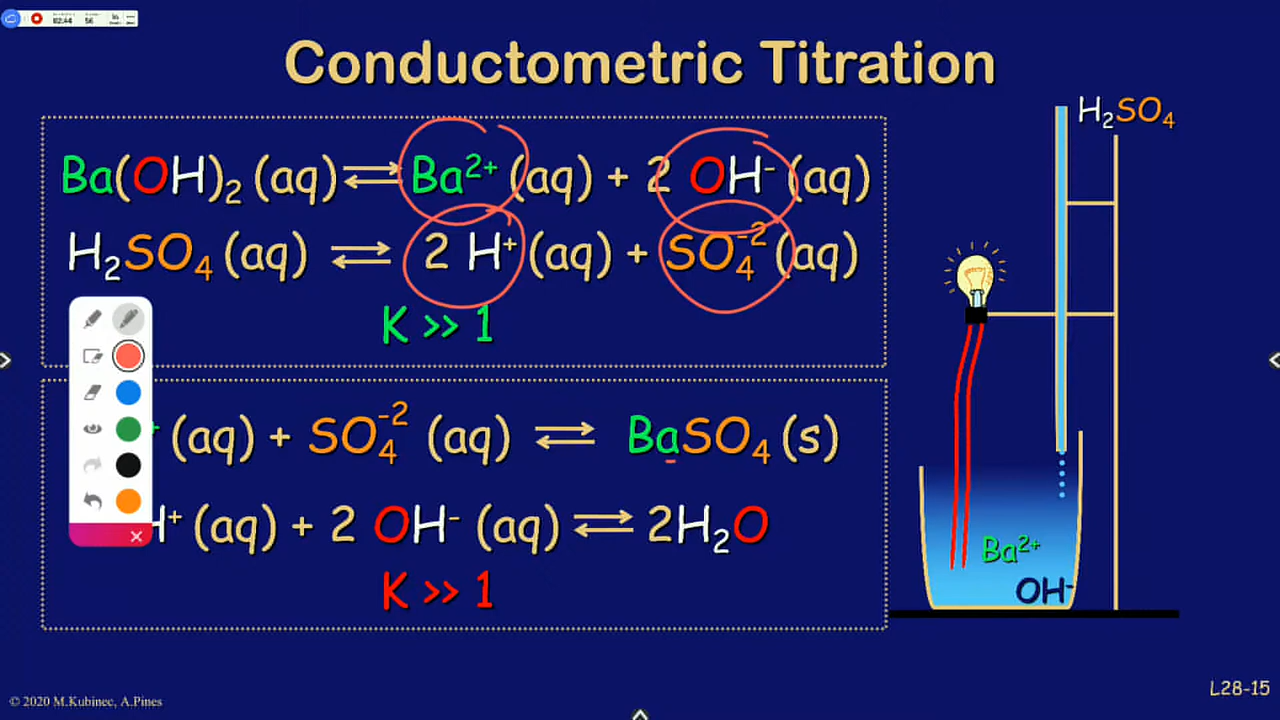 Conductometric Titration
H₂SO₄
Ba(OH)₂ (aq) ⇌ Ba²⁺ (aq) + 2 OH⁻ (aq)
H₂SO₄ (aq) ⇌ 2 H⁺ (aq) + SO₄⁻² (aq)
K >> 1
⁺ (aq) + SO₄⁻² (aq) ⇌ BaSO₄ (s)
H⁺ (aq) + 2 OH⁻ (aq) ⇌ 2H₂O
K >> 1
Ba²⁺
OH⁻
L28-15
© 2020 M.Kubinec, A.Pines